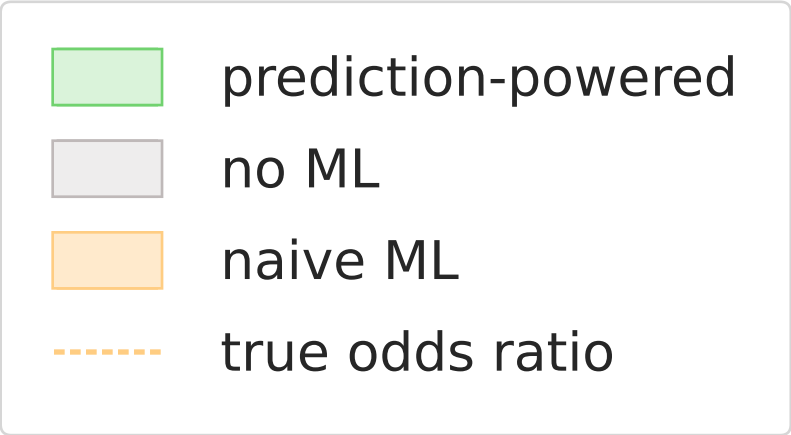 prediction-powered
no ML
naive ML
true odds ratio